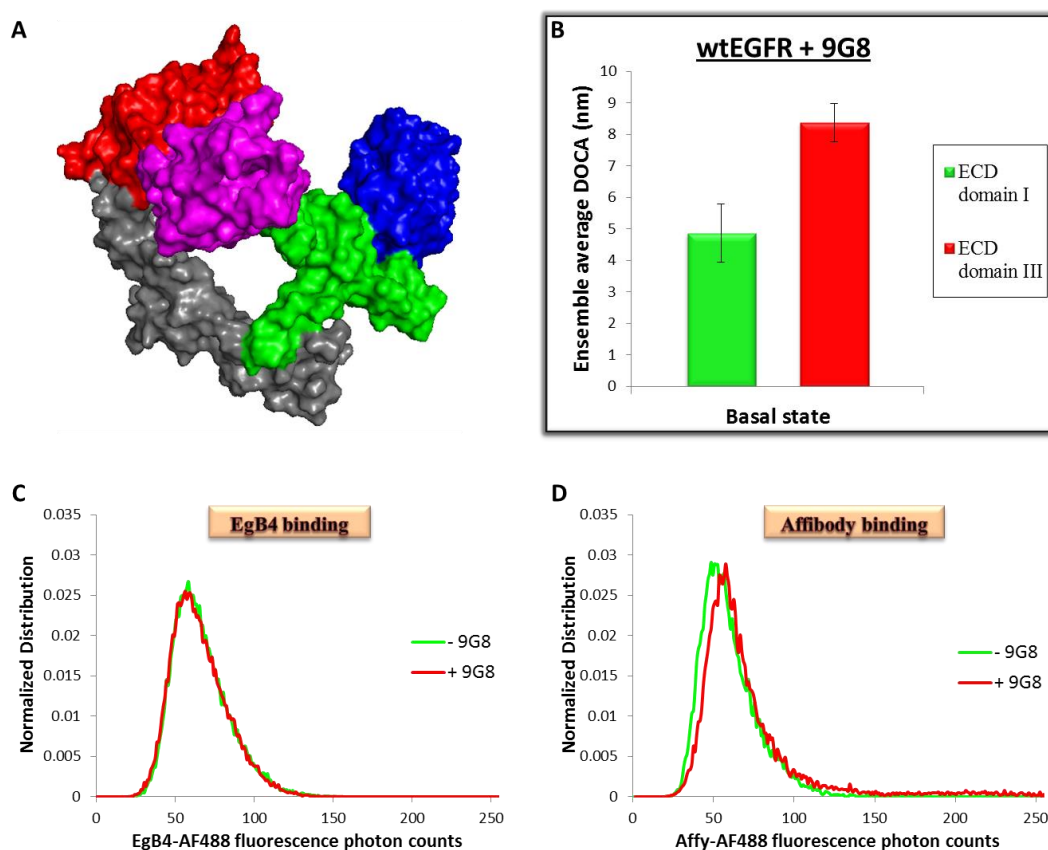 A
B
wtEGFR + 9G8
Ensemble average DOCA (nm)
10
9
8
7
6
5
4
3
2
1
0
Basal state
ECD
domain I
ECD
domain III
C
EgB4 binding
Normalized Distribution
0.035
0.03
0.025
0.02
0.015
0.01
0.005
0
0 50 100 150 200 250
EgB4-AF488 fluorescence photon counts
- 9G8
+ 9G8
D
Affibody binding
Normalized Distribution
0.035
0.03
0.025
0.02
0.015
0.01
0.005
0
0 50 100 150 200 250
Affy-AF488 fluorescence photon counts
- 9G8
+ 9G8